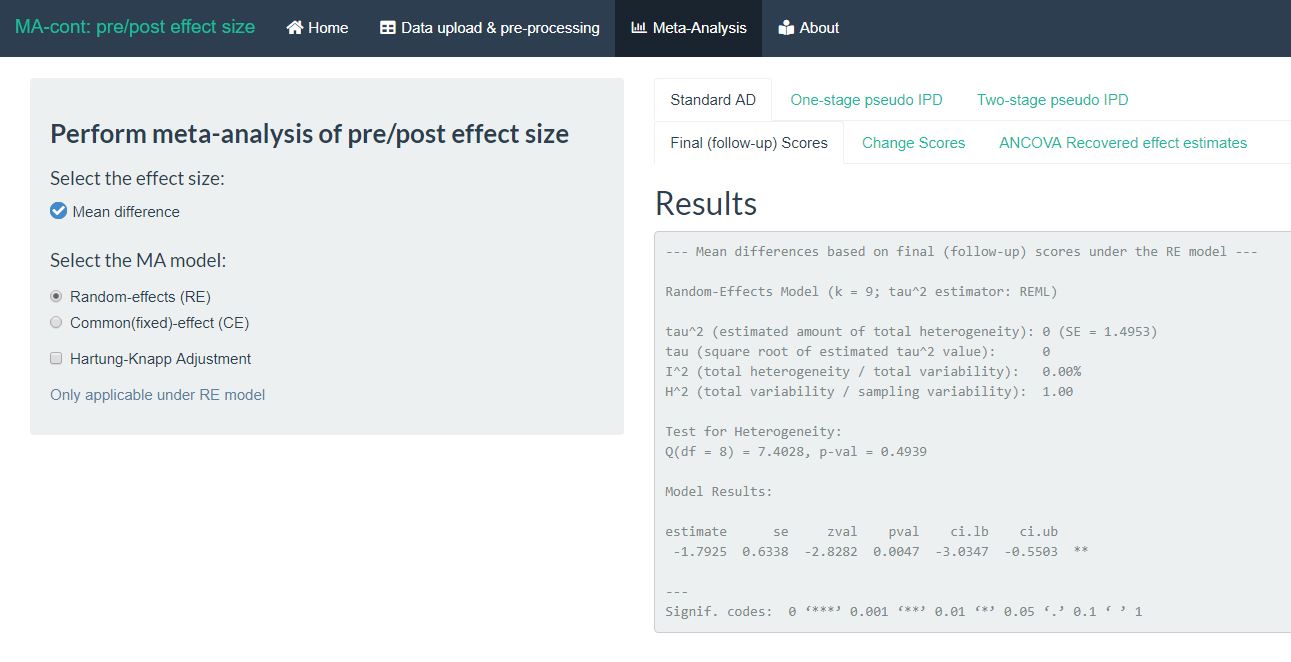 MA-cont: pre/post effect size Home Data upload & pre-processing Meta-Analysis About
Perform meta-analysis of pre/post effect size
Select the effect size:
Mean difference
Select the MA model:
Random-effects (RE)
Common(fixed)-effect (CE)
Hartung-Knapp Adjustment
Only applicable under RE model
Standard AD One-stage pseudo IPD Two-stage pseudo IPD
Final (follow-up) Scores Change Scores ANCOVA Recovered effect estimates
Results
--- Mean differences based on final (follow-up) scores under the RE model ---
Random-Effects Model (k = 9; tau^2 estimator: REML)
tau^2 (estimated amount of total heterogeneity): 0 (SE = 1.4953)
tau (square root of estimated tau^2 value): 0
I^2 (total heterogeneity / total variability): 0.00%
H^2 (total variability / sampling variability): 1.00
Test for Heterogeneity:
Q(df = 8) = 7.4028, p-val = 0.4939
Model Results:
estimate se zval pval ci.lb ci.ub
-1.7925 0.6338 -2.8282 0.0047 -3.0347 -0.5503 **
---
Signif. codes: 0 ‘***’ 0.001 ‘**’ 0.01 ‘*’ 0.05 ‘.’ 0.1 ‘ ’ 1